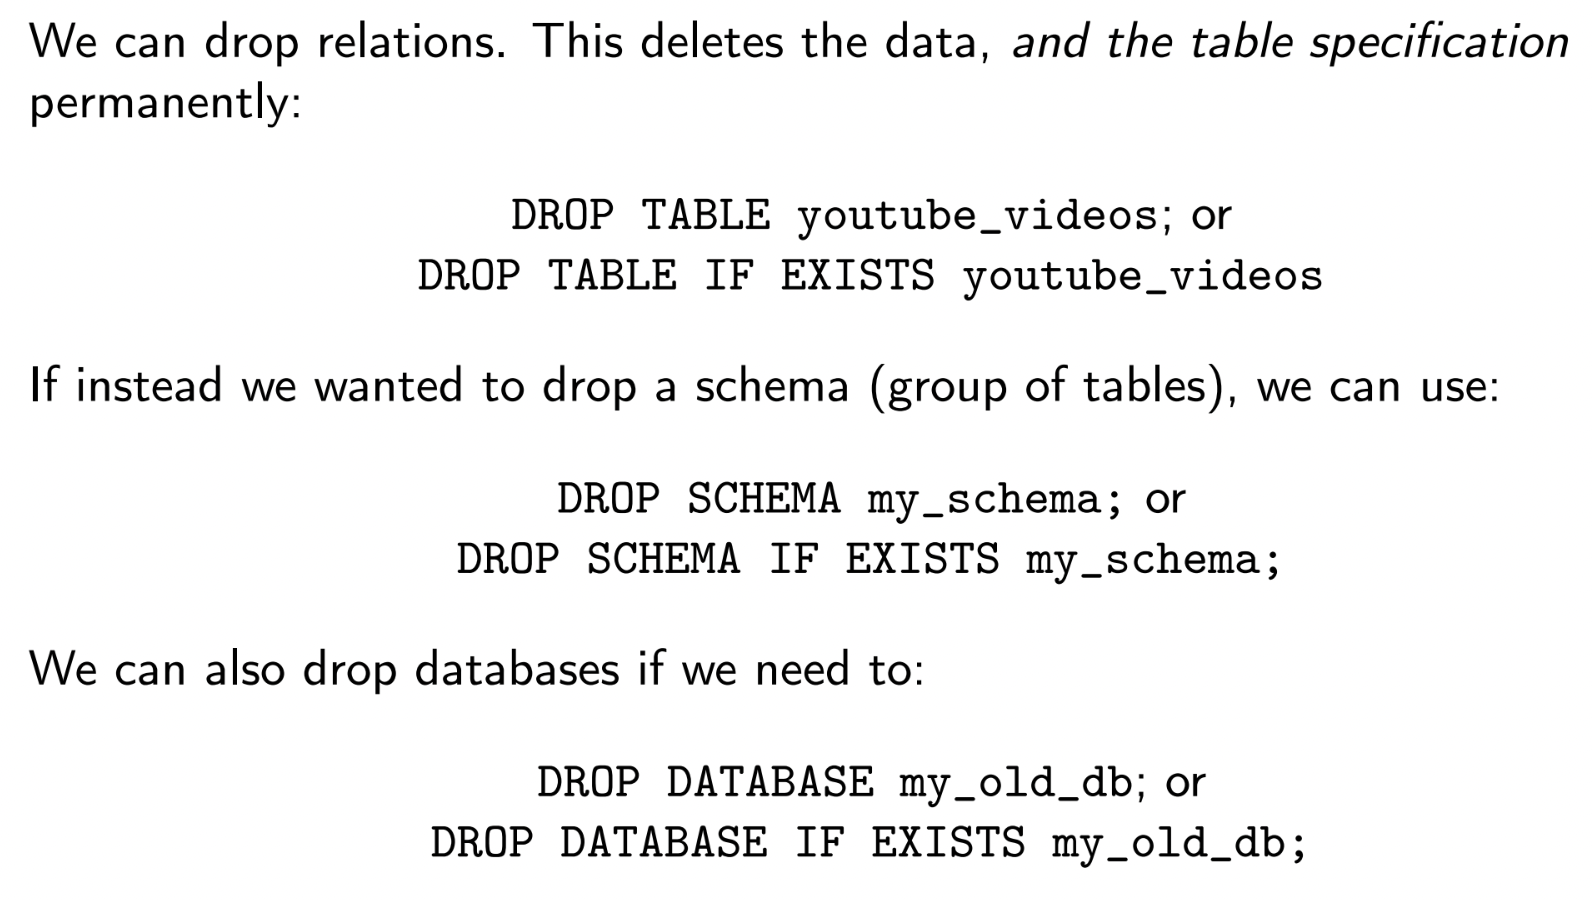 We can drop relations. This deletes the data, and the table specification
permanently:
DROP TABLE youtube_videos; or
DROP TABLE IF EXISTS youtube_videos
If instead we wanted to drop a schema (group of tables), we can use:
DROP SCHEMA my_schema; or
DROP SCHEMA IF EXISTS my_schema;
We can also drop databases if we need to:
DROP DATABASE my_old_db; or
DROP DATABASE IF EXISTS my_old_db;